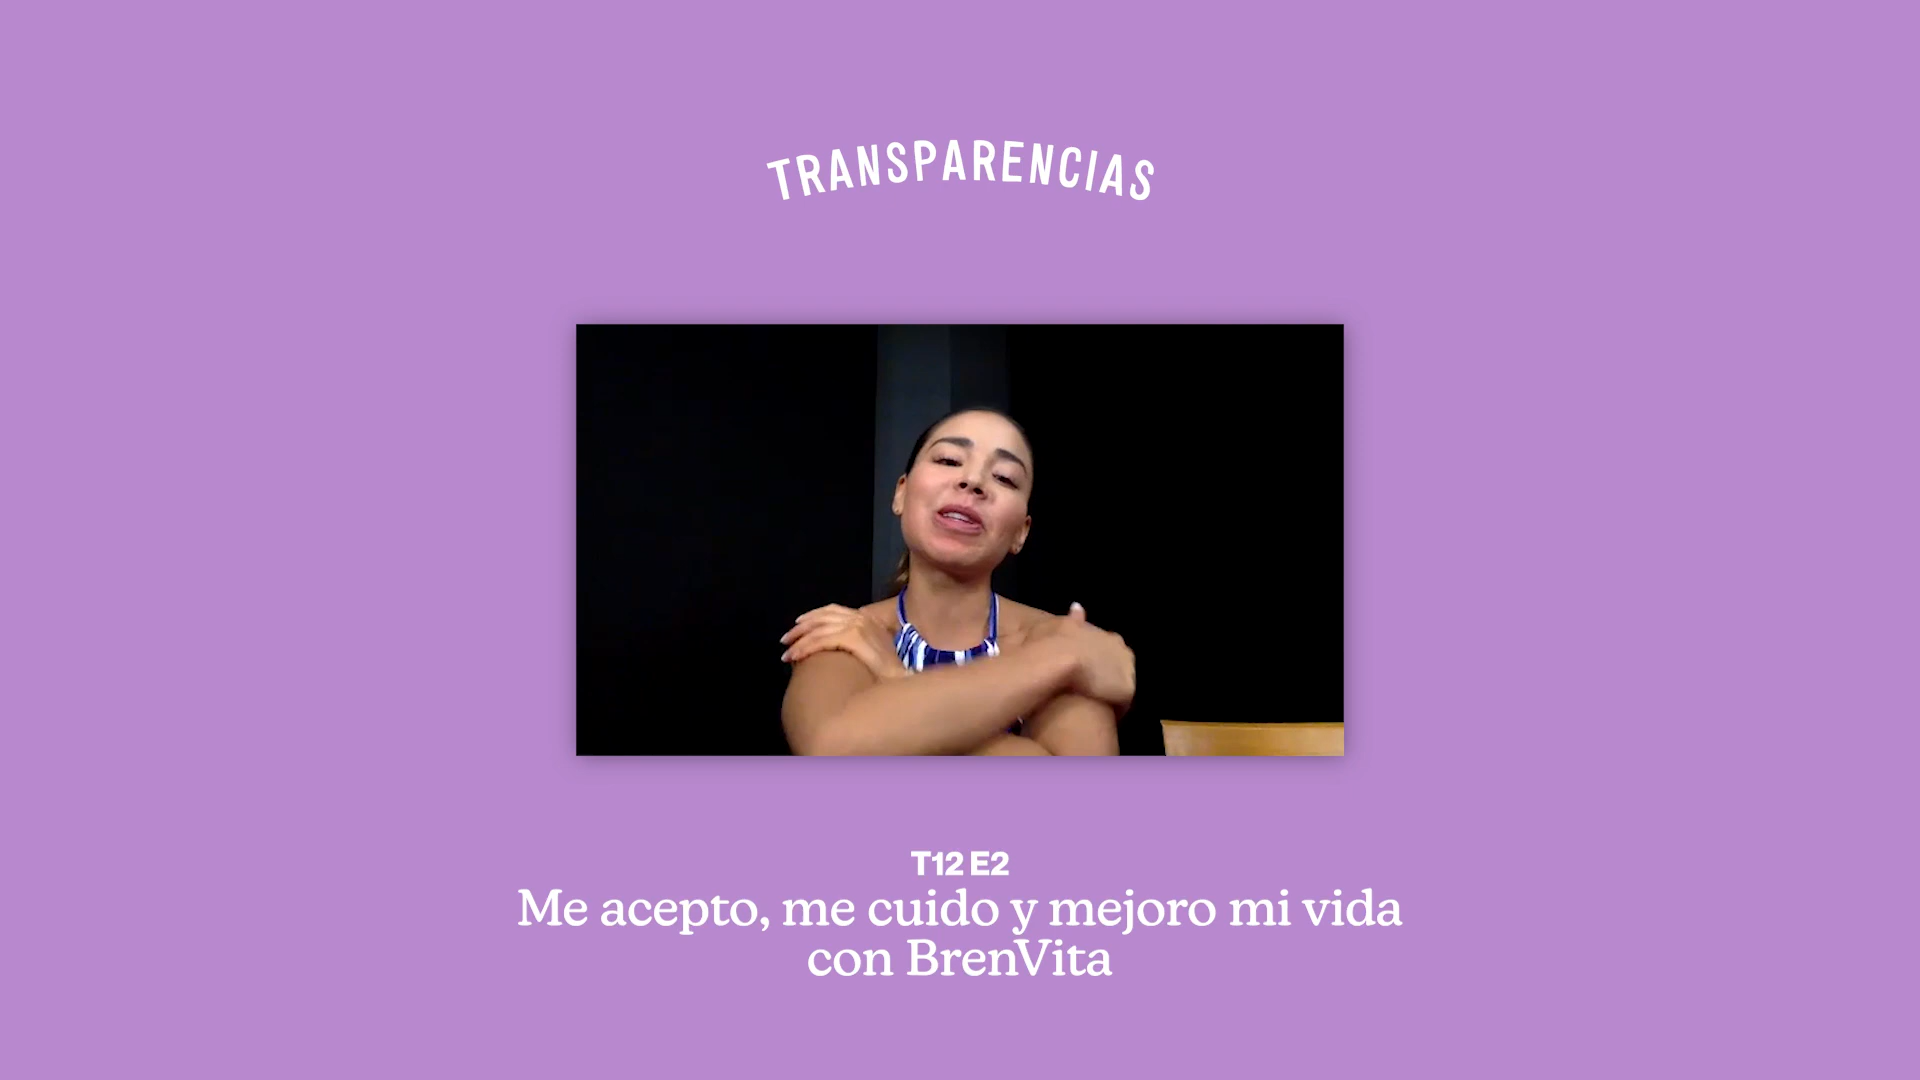 TRANSPARENCIAS
T12 E2
Me acepto, me cuido y mejoro mi vida
con BrenVita